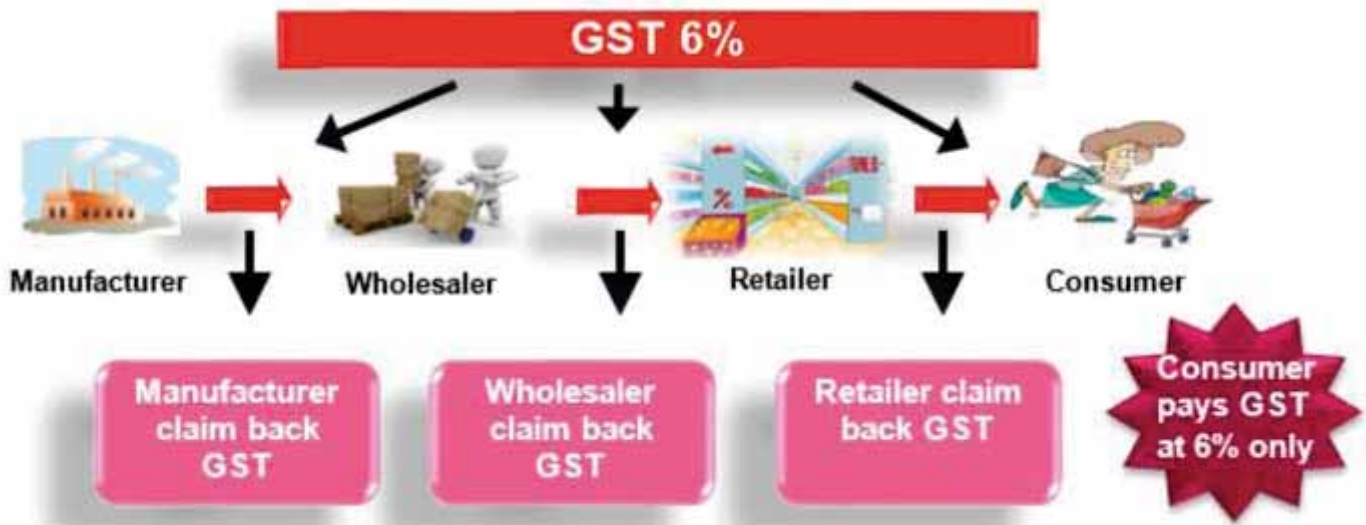 GST 6%
Manufacturer
Wholesaler
Retailer
Consumer
Manufacturer
claim back
GST
Wholesaler
claim back
GST
Retailer claim
back GST
Consumer
pays GST
at 6% only
%